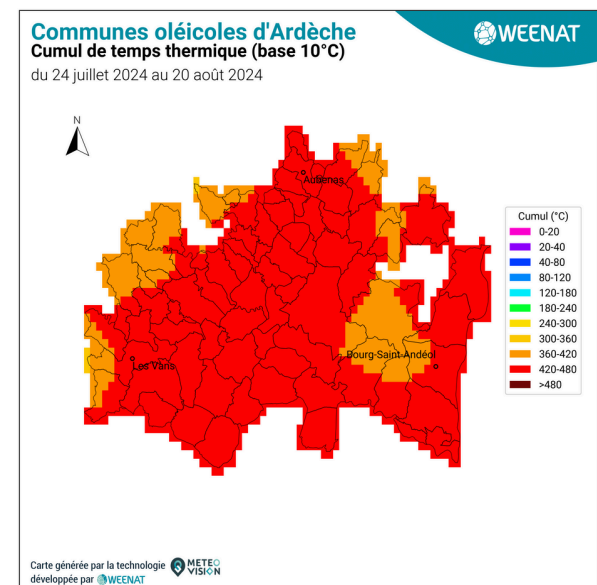 Communes oléicoles d'Ardèche
Cumul de temps thermique (base 10°C)
du 24 juillet 2024 au 20 août 2024
WEENAT
N
Aubenas
Bourg-Saint-Andéol
Les Vans
Cumul (°C)
0-20
20-40
40-80
80-120
120-180
180-240
240-300
300-360
360-420
420-480
>480
Carte générée par la technologie METEO VISION
développée par WEENAT